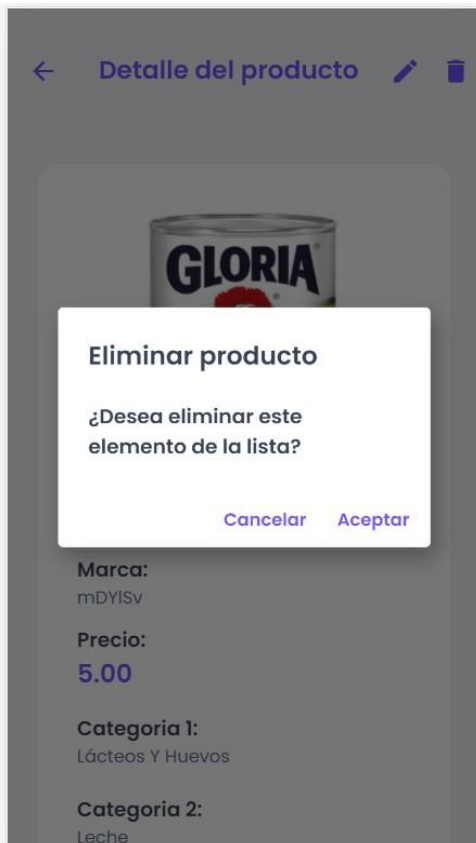 Detalle del producto
GLORIA
Eliminar producto
¿Desea eliminar este
elemento de la lista?
Cancelar Aceptar
Marca:
mDYlSv
Precio:
5.00
Categoria 1:
Lácteos Y Huevos
Categoria 2:
Leche